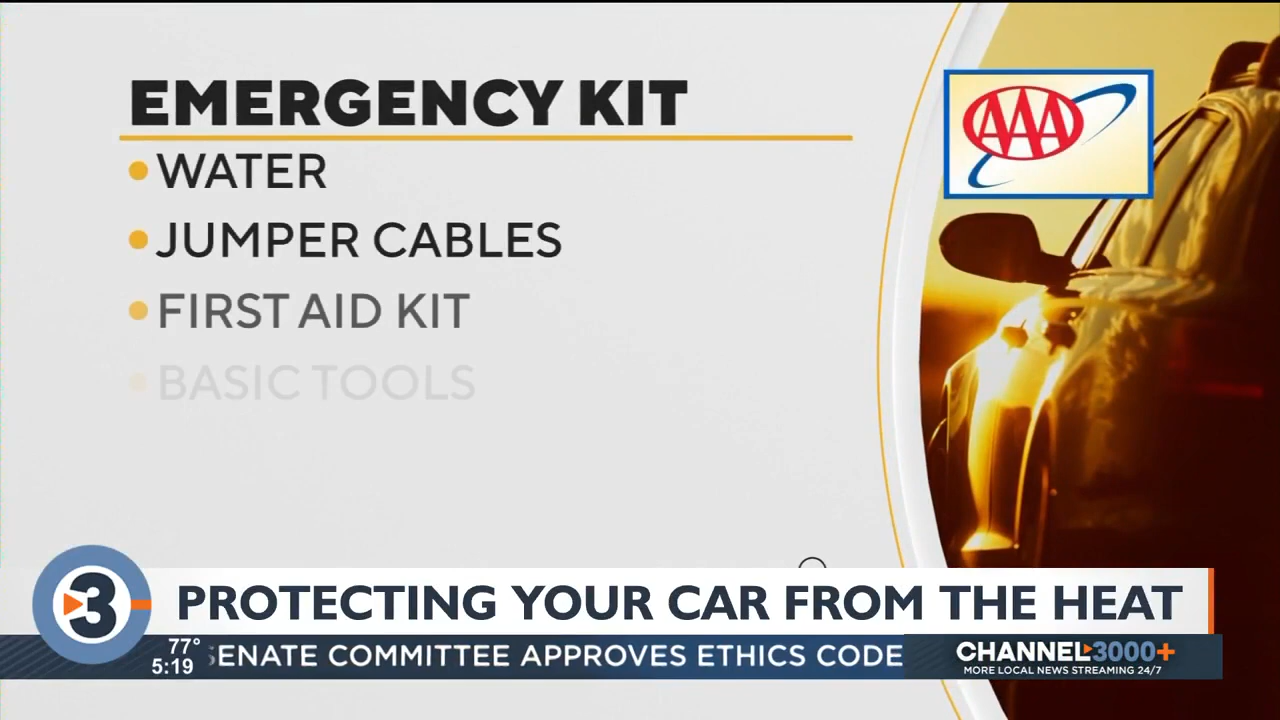 EMERGENCY KIT
AAA
• WATER
• JUMPER CABLES
• FIRST AID KIT
• BASIC TOOLS
3
PROTECTING YOUR CAR FROM THE HEAT
77°
5:19
SENATE COMMITTEE APPROVES ETHICS CODE
CHANNEL3000+
MORE LOCAL NEWS STREAMING 24/7